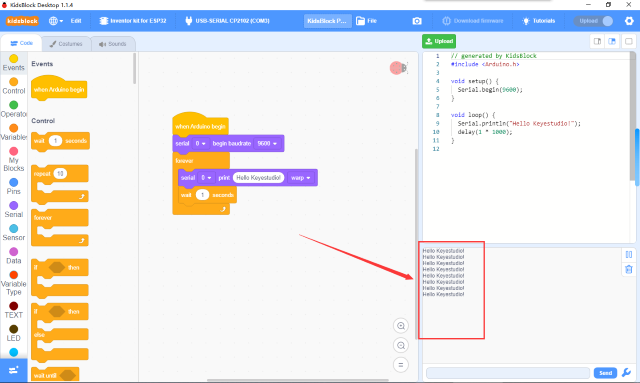 KidsBlock Desktop 1.1.4
kidsblock
Edit
Inventor kit for ESP32
USB-SERIAL CP2102 (COM3)
KidsBlock P...
File
Download firmware
Tutorials
Upload
Code
Costumes
Sounds
Events
Control
Operator
Variables
My
Blocks
Pins
Serial
Sensor
Data
Variable
Type
TEXT
LED
Events
when Arduino begin
Control
wait 1 seconds
repeat 10
forever
if then
if then
else
wait until
when Arduino begin
serial 0 begin baudrate 9600
forever
serial 0 print Hello Keyestudio! warp
wait 1 seconds
Upload
1 // generated by KidsBlock
2 #include <Arduino.h>
3
4 void setup() {
5 Serial.begin(9600);
6 }
7
8 void loop() {
9 Serial.println("Hello Keyestudio!");
10 delay(1 * 1000);
11 }
12
Hello Keyestudio!
Hello Keyestudio!
Hello Keyestudio!
Hello Keyestudio!
Hello Keyestudio!
Hello Keyestudio!
Hello Keyestudio!
Hello Keyestudio!
Send